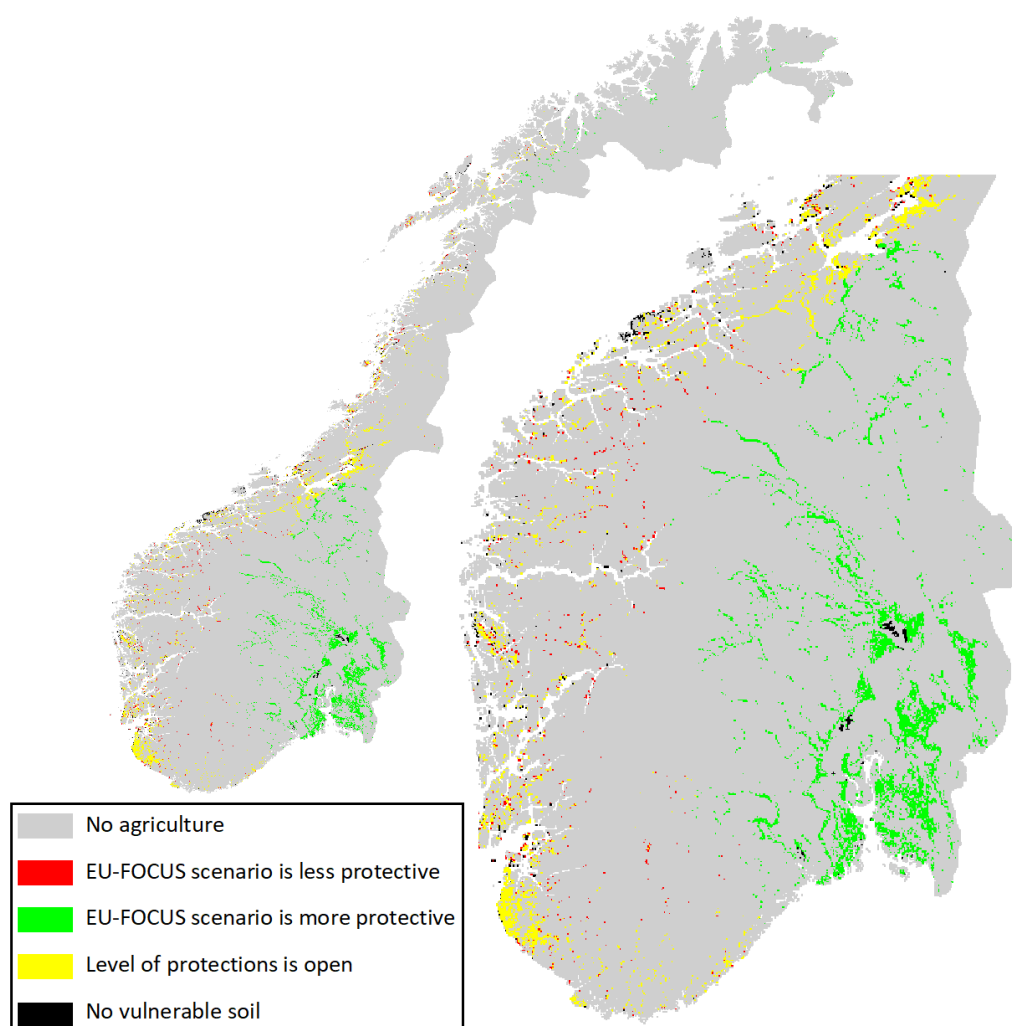 No agriculture
EU-FOCUS scenario is less protective
EU-FOCUS scenario is more protective
Level of protections is open
No vulnerable soil